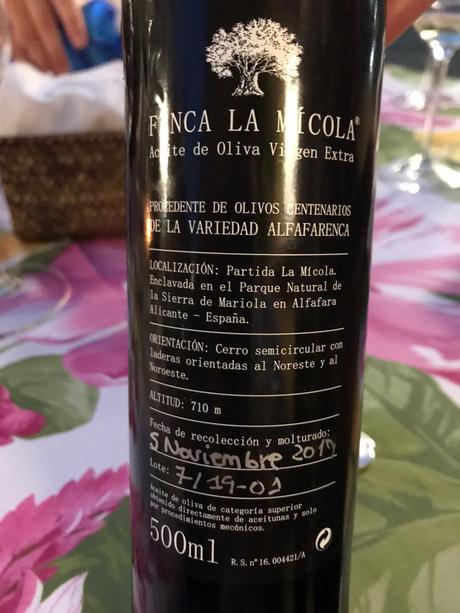 FINCA LA MÍCOLA®
Aceite de Oliva Virgen Extra
PROCEDENTE DE OLIVOS CENTENARIOS
DE LA VARIEDAD ALFAFARENCA
LOCALIZACIÓN: Partida La Mícola.
Enclavada en el Parque Natural de
la Sierra de Mariola en Alfafara
Alicante - España.
ORIENTACIÓN: Cerro semicircular con
laderas orientadas al Noreste y al
Noroeste.
ALTITUD: 710 m
Fecha de recolección y molturado:
5 Noviembre 2019
Lote: 7/19-01
Aceite de oliva de categoría superior
obtenido directamente de aceitunas y solo
por procedimientos mecónicos.
500ml
R.S. nº 16.004421/A